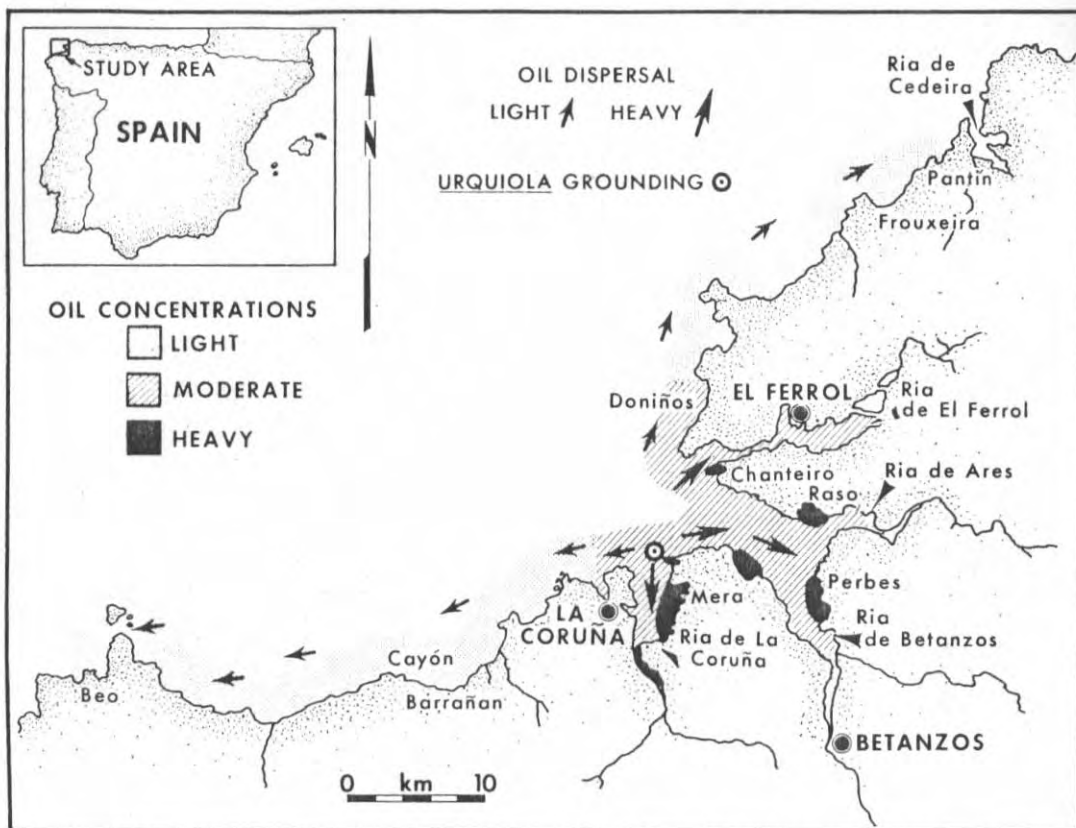 STUDY AREA
SPAIN
N
OIL DISPERSAL
LIGHT HEAVY
URQUIOLA GROUNDING
OIL CONCENTRATIONS
LIGHT
MODERATE
HEAVY
Ria de
Cedeira
Pantín
Frouxeira
Doniños
EL FERROL
Ria
de El Ferrol
Chanteiro
Raso
Ria de Ares
Perbes
Ria
de Betanzos
BETANZOS
Mera
LA
CORUÑA
Ria de La
Coruña
Cayón
Barrañan
Beo
0 km 10